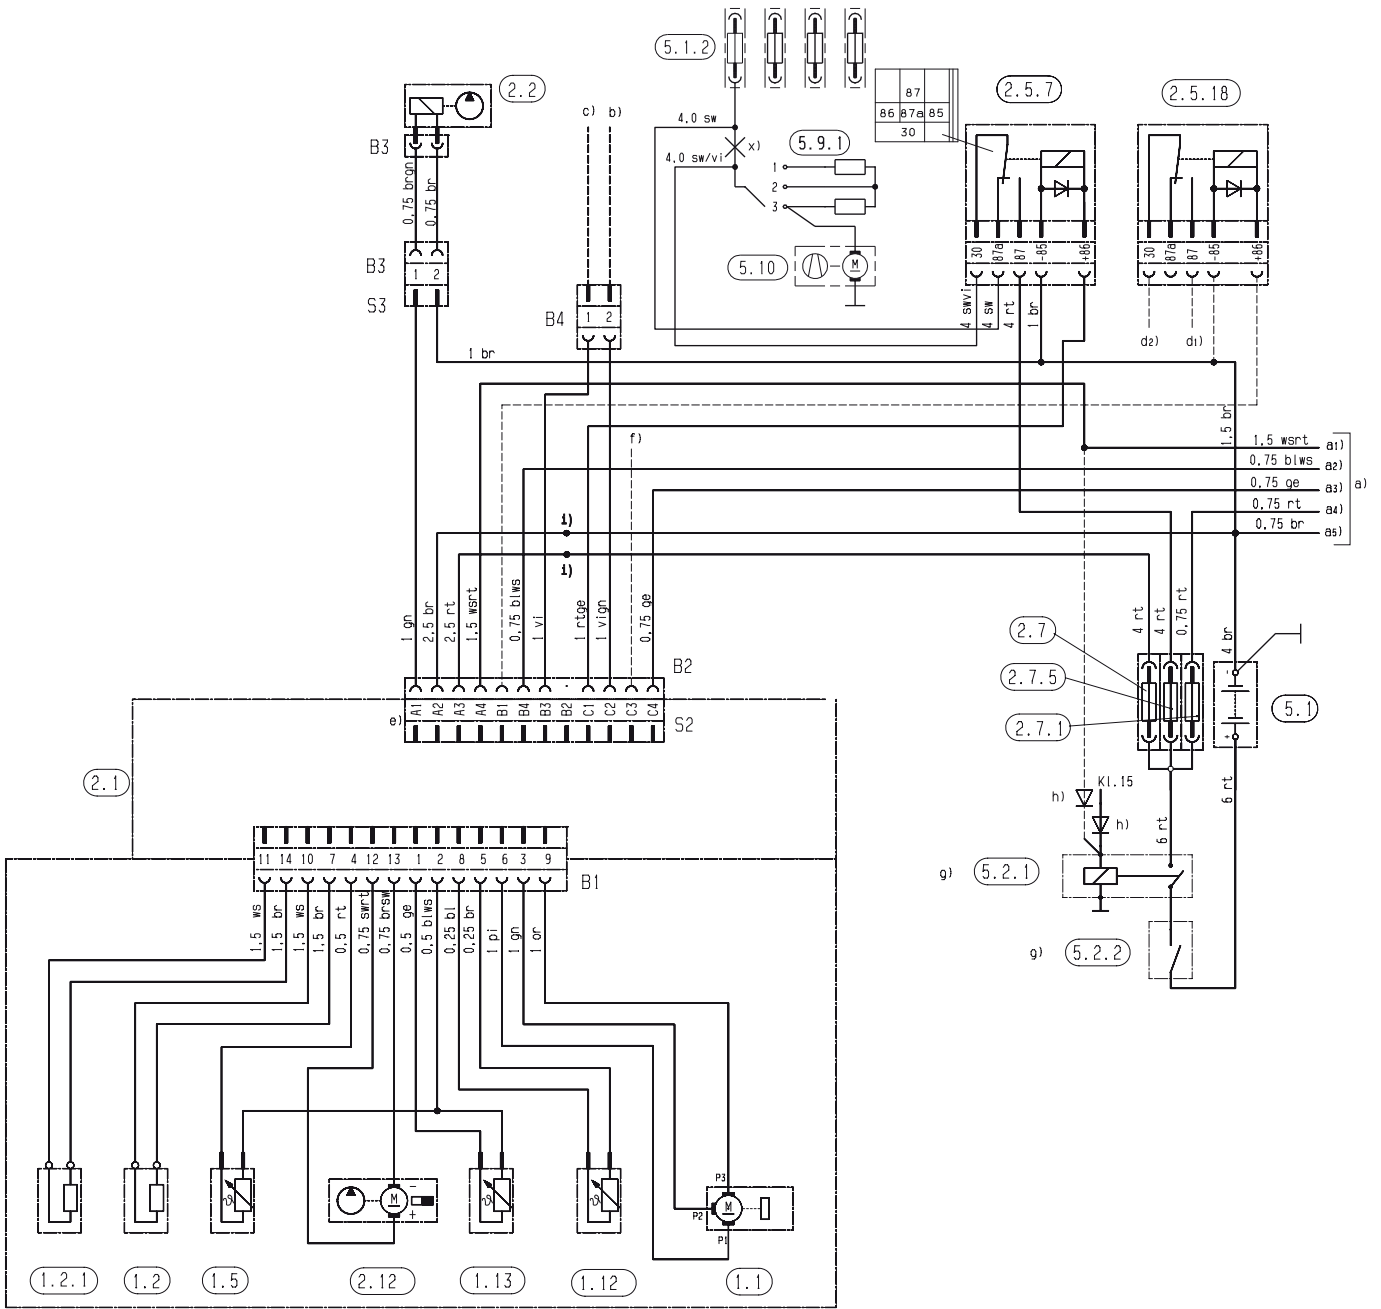 5.1.2
2.2
c)
b)
4.0 sw
x)
4.0 sw/vi
5.9.1
1
2
3
87
86 87a 85
30
2.5.7
2.5.18
B3
0,75 brgn
0,75 br
5.10
M
30
87a
87
-85
+86
30
87a
87
-85
+86
B3
1 2
S3
B4
1 2
4 swvi
4 sw
4 rt
1 br
d2)
d1)
1 br
1,5 br
f)
1,5 wsrt
a1)
0,75 blws
a2)
0,75 ge
a3)
a)
0,75 rt
a4)
0,75 br
a5)
i)
i)
1 gn
2,5 br
2,5 rt
1,5 wsrt
0,75 blws
1 vi
1 rtge
1 vign
0,75 ge
4 rt
4 rt
0,75 rt
4 br
2.7
2.7.5
2.7.1
-
+
5.1
B2
e)
A1 A2 A3 A4 B1 B4 B3 B2 C1 C2 C3 C4
S2
2.1
h)
Kl.15
h)
6 rt
6 rt
g)
5.2.1
g)
5.2.2
11 14 10 7 4 12 13 1 2 8 5 6 3 9
B1
1,5 ws
1,5 br
1,5 ws
1,5 br
0,5 rt
0,75 swrt
0,75 brsw
0,5 ge
0,5 blws
0,25 bl
0,25 br
1 pi
1 gn
1 or
ϑ
M
-
+
ϑ
ϑ
P3
P2
M
P1
1.2.1
1.2
1.5
2.12
1.13
1.12
1.1